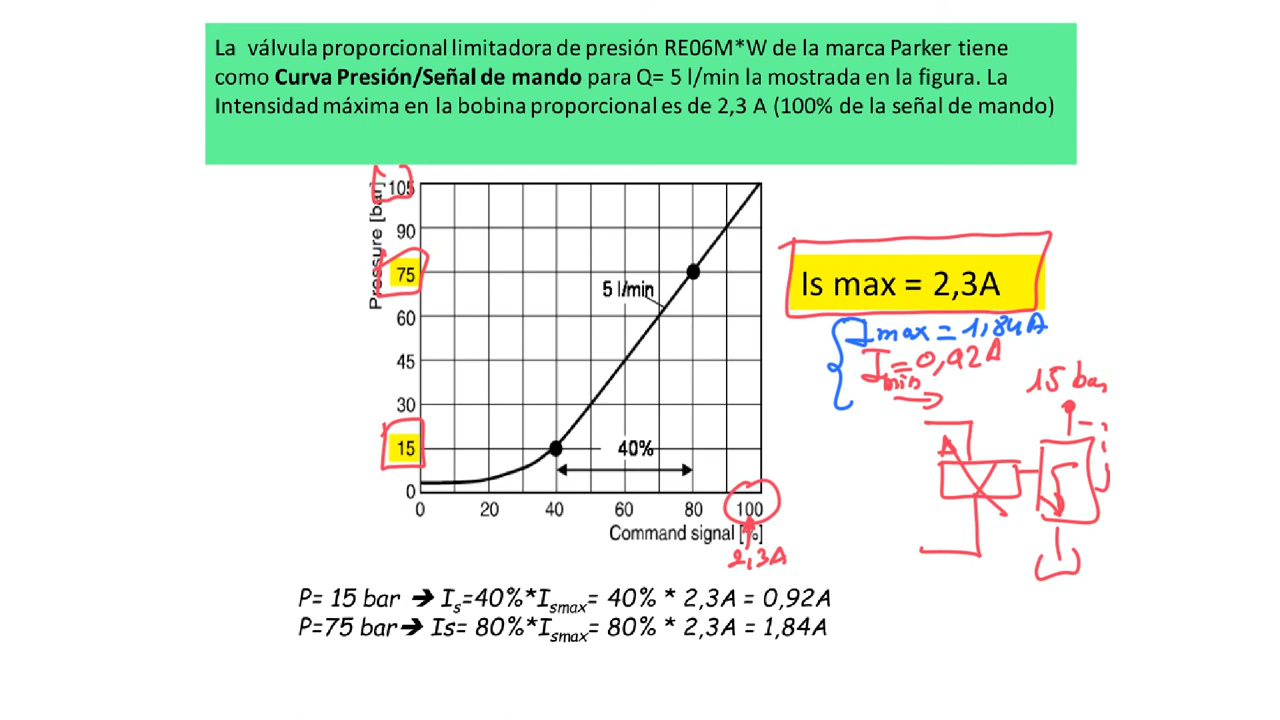 La válvula proporcional limitadora de presión RE06M*W de la marca Parker tiene
como Curva Presión/Señal de mando para Q= 5 l/min la mostrada en la figura. La
Intensidad máxima en la bobina proporcional es de 2,3 A (100% de la señal de mando)
Pressure [bar]
105
90
75
60
45
30
15
0
5 l/min
40%
0 20 40 60 80 100
Command signal [%]
2,3A
Is max = 2,3A
Imax = 1,84A
Imin = 0,92A
15 bar
A
P= 15 bar ➔ Is=40%*Ismax= 40% * 2,3A = 0,92A
P=75 bar➔ Is= 80%*Ismax= 80% * 2,3A = 1,84A